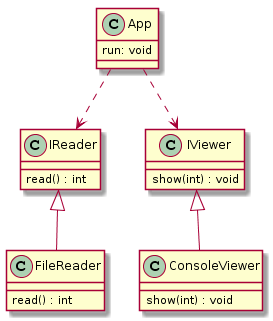 C App
run: void
C IReader
read() : int
C IViewer
show(int) : void
C FileReader
read() : int
C ConsoleViewer
show(int) : void